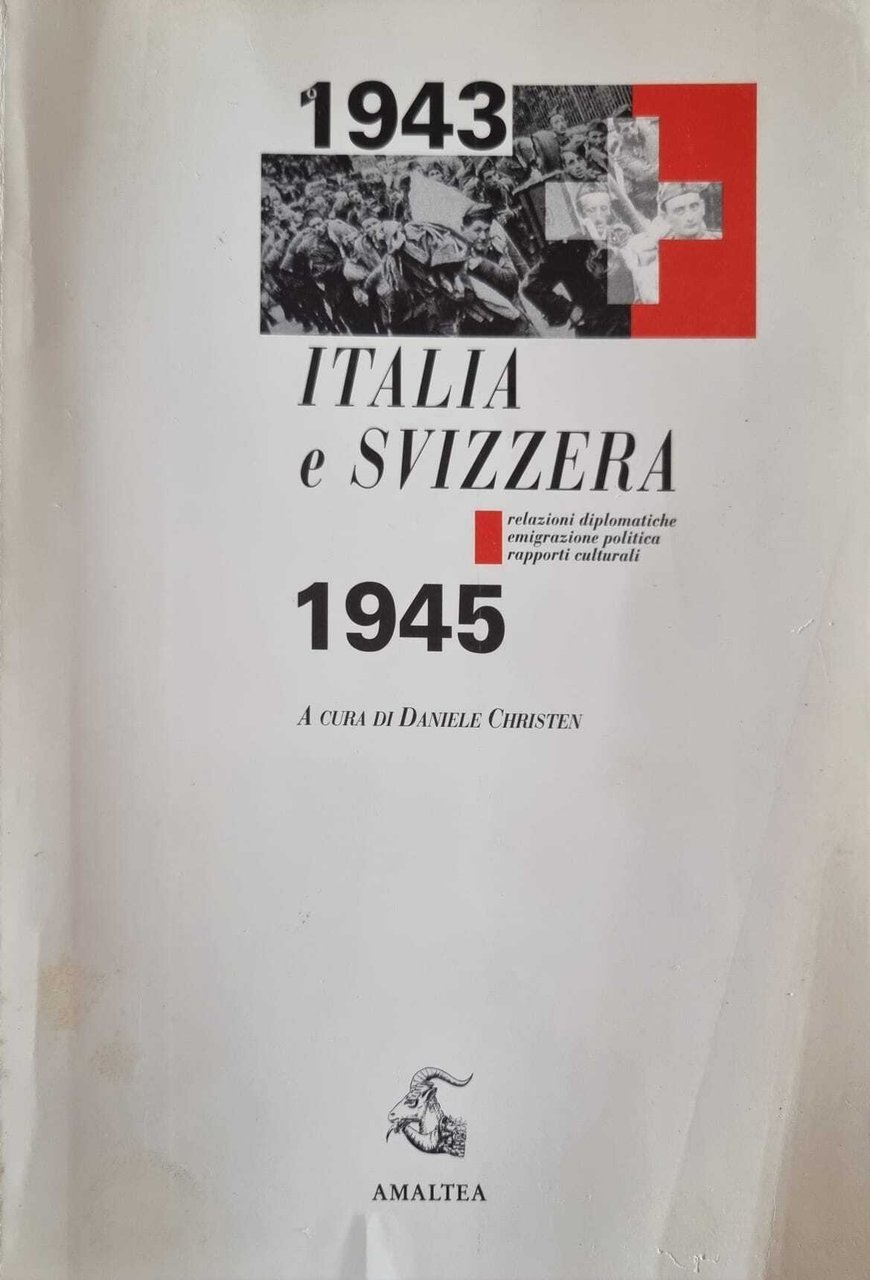 1943
ITALIA
e SVIZZERA
relazioni diplomatiche
emigrazione politica
rapporti culturali
1945
A CURA DI DANIELE CHRISTEN
AMALTEA